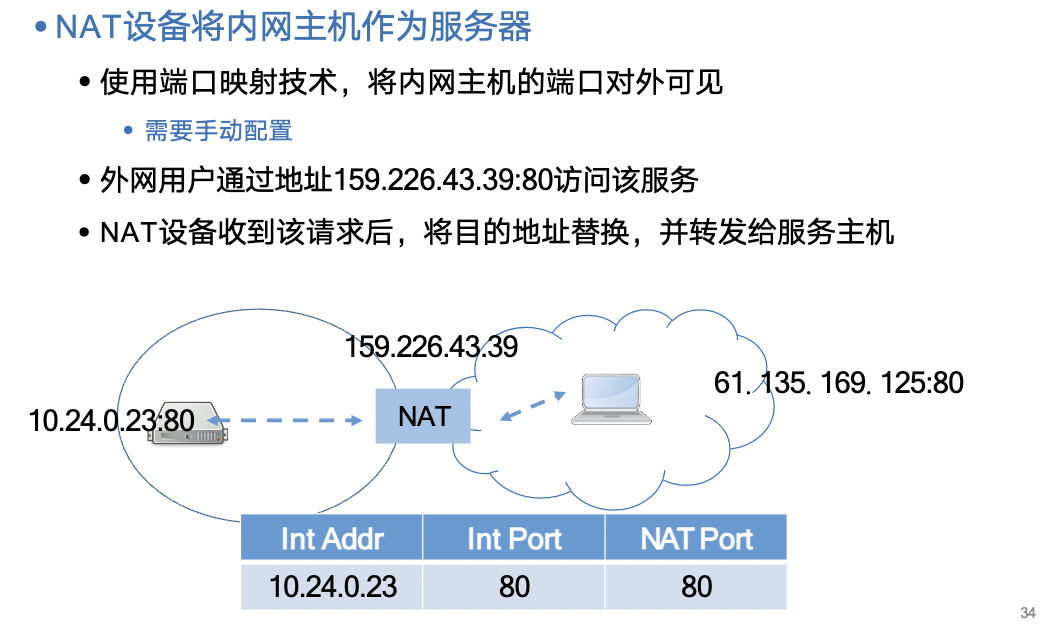 • NAT设备将内网主机作为服务器
• 使用端口映射技术，将内网主机的端口对外可见
• 需要手动配置
• 外网用户通过地址159.226.43.39:80访问该服务
• NAT设备收到该请求后，将目的地址替换，并转发给服务主机
159.226.43.39
61. 135. 169. 125:80
10.24.0.23:80
NAT
Int Addr Int Port NAT Port
10.24.0.23 80 80
34